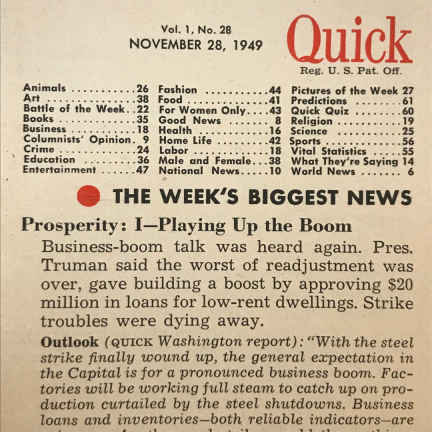 Vol. 1, No. 28
NOVEMBER 28, 1949
Quick
Reg. U. S. Pat. Off.
Animals .......... 26
Art .............. 38
Battle of the Week.. 22
Books ............ 35
Business .......... 18
Columnists' Opinion. 9
Crime ............ 24
Education ........ 36
Entertainment ..... 47
Fashion .......... 44
Food ............. 41
For Women Only.... 43
Good News ........ 8
Health ........... 16
Home Life ........ 42
Labor ............ 18
Male and Female... 38
National News.... 10
Pictures of the Week 27
Predictions ....... 61
Quick Quiz ....... 60
Religion .......... 19
Science .......... 25
Sports ........... 56
Vital Statistics .... 55
What They're Saying 14
World News ...... 6
THE WEEK'S BIGGEST NEWS
Prosperity: I—Playing Up the Boom
Business-boom talk was heard again. Pres.
Truman said the worst of readjustment was
over, gave building a boost by approving $20
million in loans for low-rent dwellings. Strike
troubles were dying away.
Outlook (QUICK Washington report): "With the steel
strike finally wound up, the general expectation in
the Capital is for a pronounced business boom. Fac-
tories will be working full steam to catch up on pro-
duction curtailed by the steel shutdowns. Business
loans and inventories—both reliable indicators—are